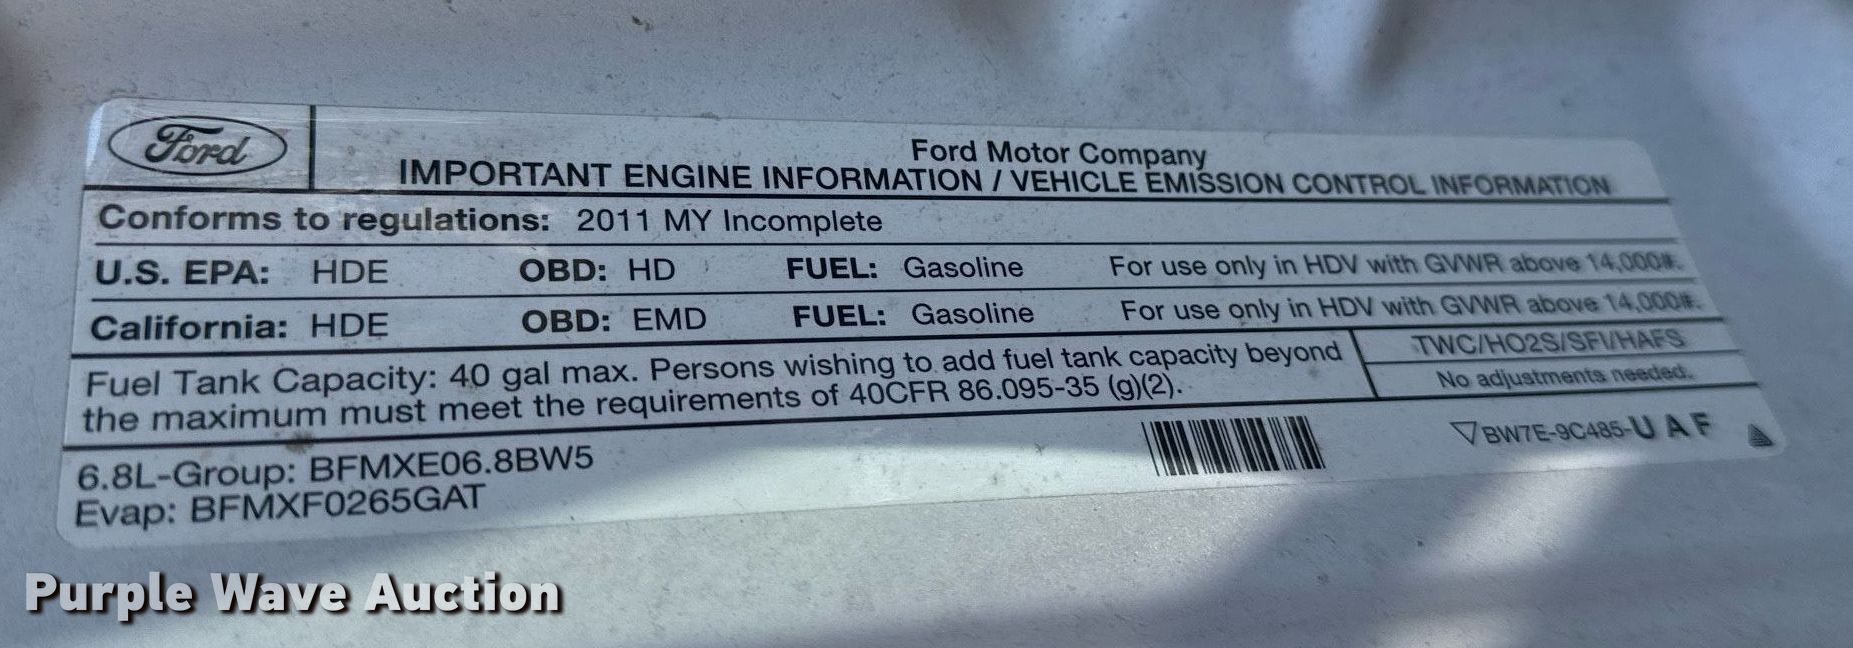 Ford
Ford Motor Company
IMPORTANT ENGINE INFORMATION / VEHICLE EMISSION CONTROL INFORMATION
Conforms to regulations: 2011 MY Incomplete
U.S. EPA: HDE OBD: HD FUEL: Gasoline For use only in HDV with GVWR above 14,000#.
California: HDE OBD: EMD FUEL: Gasoline For use only in HDV with GVWR above 14,000#.
Fuel Tank Capacity: 40 gal max. Persons wishing to add fuel tank capacity beyond
the maximum must meet the requirements of 40CFR 86.095-35 (g)(2).
TWC/HO2S/SFI/HAFS
No adjustments needed.
6.8L-Group: BFMXE06.8BW5
Evap: BFMXF0265GAT
BW7E-9C485-UAF
Purple Wave Auction